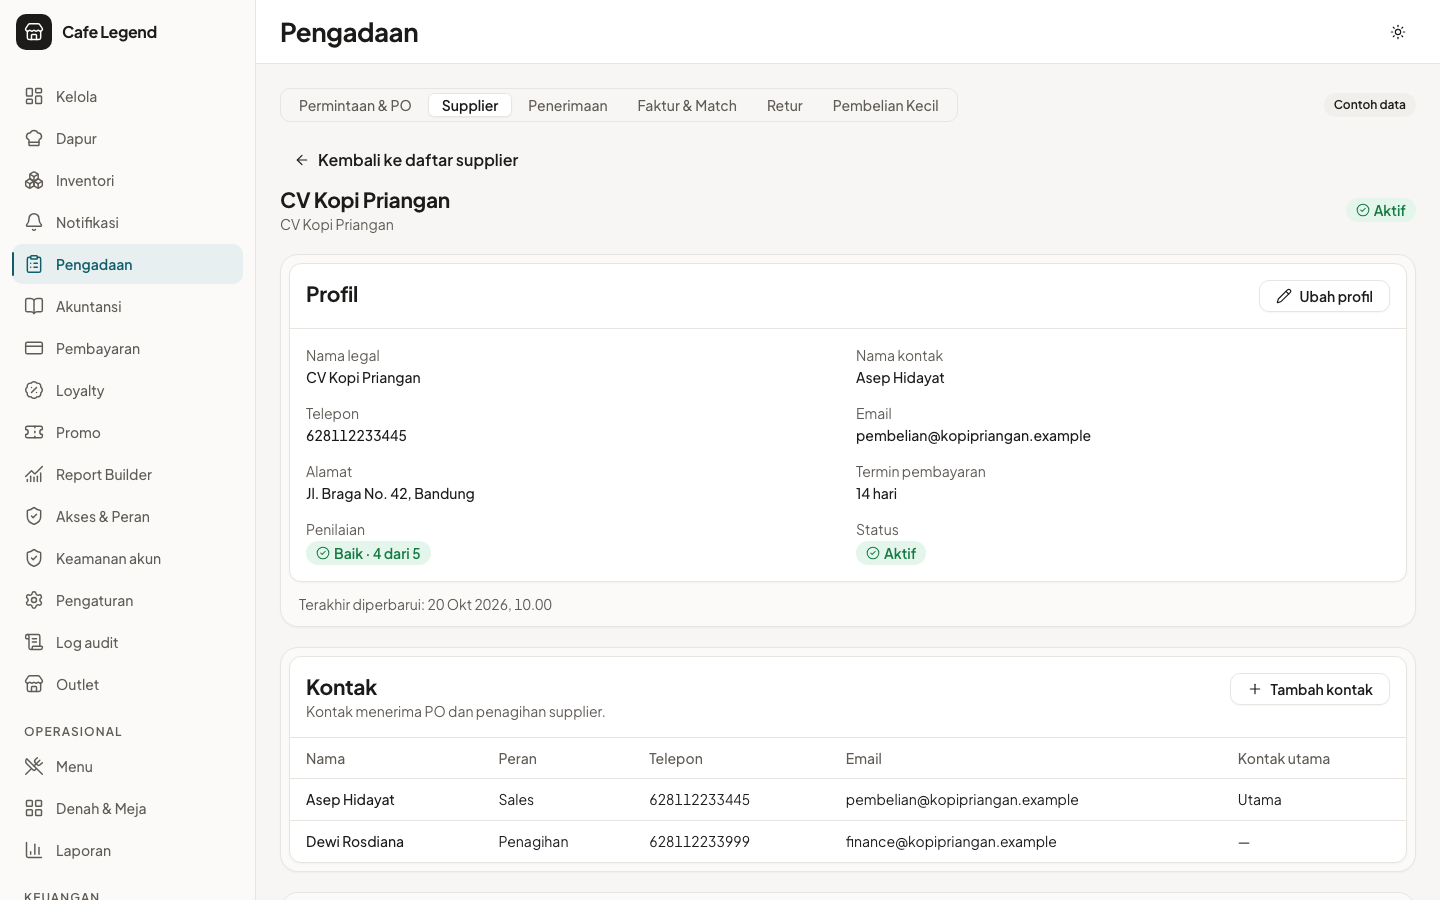 Cafe Legend
Kelola
Dapur
Inventori
Notifikasi
Pengadaan
Akuntansi
Pembayaran
Loyalty
Promo
Report Builder
Akses & Peran
Keamanan akun
Pengaturan
Log audit
Outlet
OPERASIONAL
Menu
Denah & Meja
Laporan
KEUANGAN
Pengadaan
Permintaan & PO Supplier Penerimaan Faktur & Match Retur Pembelian Kecil
Contoh data
Kembali ke daftar supplier
CV Kopi Priangan
CV Kopi Priangan
Aktif
Profil
Ubah profil
Nama legal
CV Kopi Priangan
Nama kontak
Asep Hidayat
Telepon
628112233445
Email
pembelian@kopipriangan.example
Alamat
Jl. Braga No. 42, Bandung
Termin pembayaran
14 hari
Penilaian
Baik · 4 dari 5
Status
Aktif
Terakhir diperbarui: 20 Okt 2026, 10.00
Kontak
Kontak menerima PO dan penagihan supplier.
Tambah kontak
Nama Peran Telepon Email Kontak utama
Asep Hidayat Sales 628112233445 pembelian@kopipriangan.example Utama
Dewi Rosdiana Penagihan 628112233999 finance@kopipriangan.example —